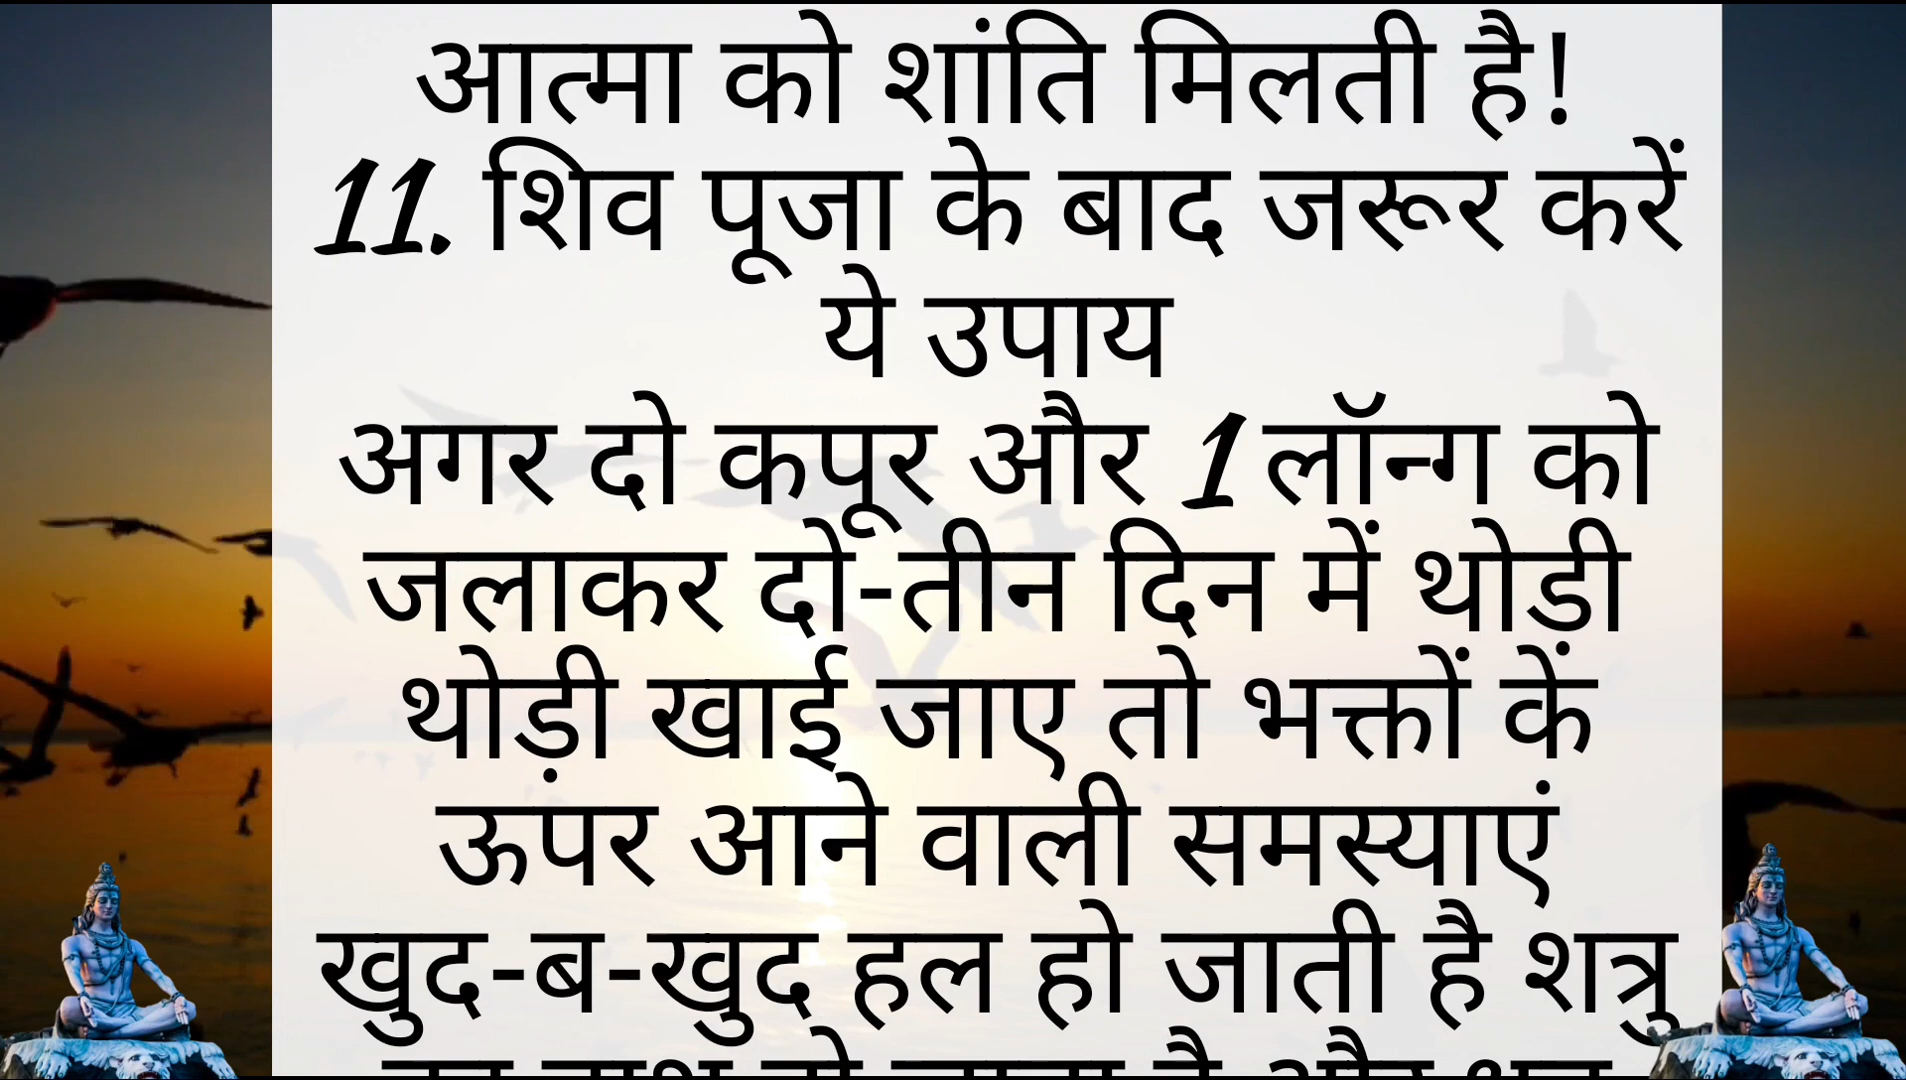 आत्मा को शांति मिलती है!
11. शिव पूजा के बाद जरूर करें
ये उपाय
अगर दो कपूर और 1 लॉन्ग को
जलाकर दो-तीन दिन में थोड़ी
थोड़ी खाई जाए तो भक्तों कें
ऊपर आने वाली समस्याएं
खुद-ब-खुद हल हो जाती है शत्रु